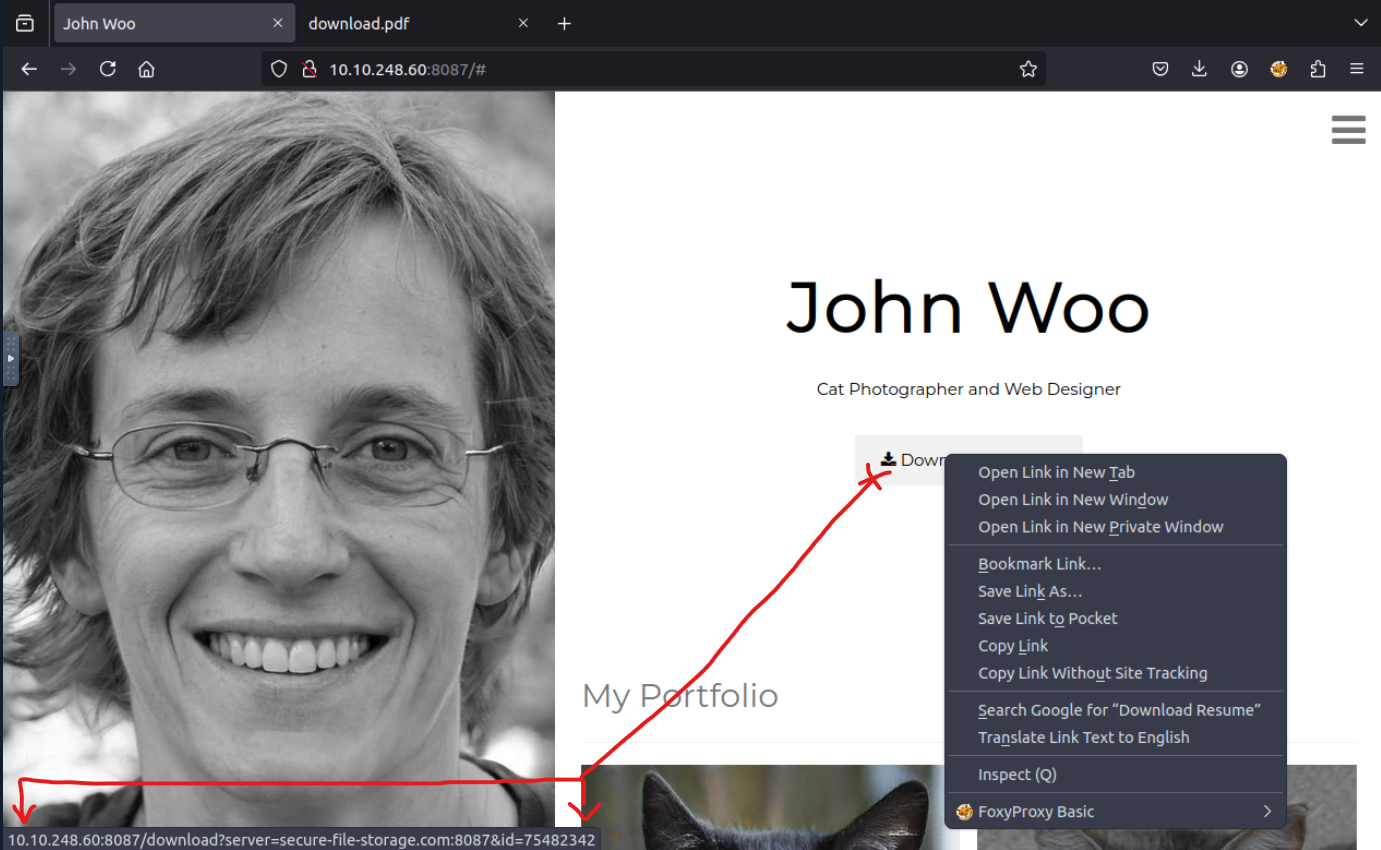 John Woo
download.pdf
10.10.248.60:8087/#
John Woo
Cat Photographer and Web Designer
Down
Open Link in New Tab
Open Link in New Window
Open Link in New Private Window
Bookmark Link…
Save Link As…
Save Link to Pocket
Copy Link
Copy Link Without Site Tracking
Search Google for “Download Resume”
Translate Link Text to English
Inspect (Q)
FoxyProxy Basic
My Portfolio
10.10.248.60:8087/download?server=secure-file-storage.com:8087&id=75482342